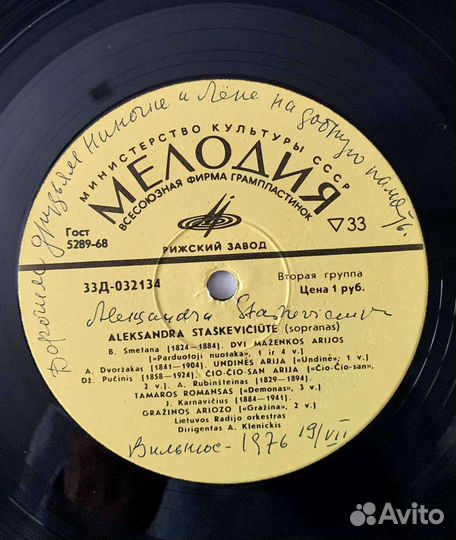 Дорогим друзьям Ниночке и Лёне на добрую память.
МИНИСТЕРСТВО КУЛЬТУРЫ СССР
МЕЛОДИЯ
ВСЕСОЮЗНАЯ ФИРМА ГРАМПЛАСТИНОК
Гост
5289-68
▽33
РИЖСКИЙ ЗАВОД
33Д-032134
Вторая группа
Цена 1 руб.
Aleksandra Staškevičiutė
ALEKSANDRA STAŠKEVIČIŪTĖ (sopranas)
B. Smetana (1824—1884). DVI MAŽENKOS ARIJOS
(«Parduotoji nuotaka», 1 ir 4 v.)
A. Dvoržakas (1841—1904). UNDINĖS ARIJA («Undinė», 1 v.)
Dž. Pučinis (1858—1924). ČIO-ČIO-SAN ARIJA («Čio-Čio-san»,
2 v.). A. Rubinšteinas (1829—1894).
TAMAROS ROMANSAS («Demonas», 3 v.)
J. Karnavičius (1884—1941).
GRAŽINOS ARIOZO («Gražina», 2 v.)
Lietuvos Radijo orkestras
Dirigentas A. Klenickis
Вильнюс - 1976 19/VII
Avito